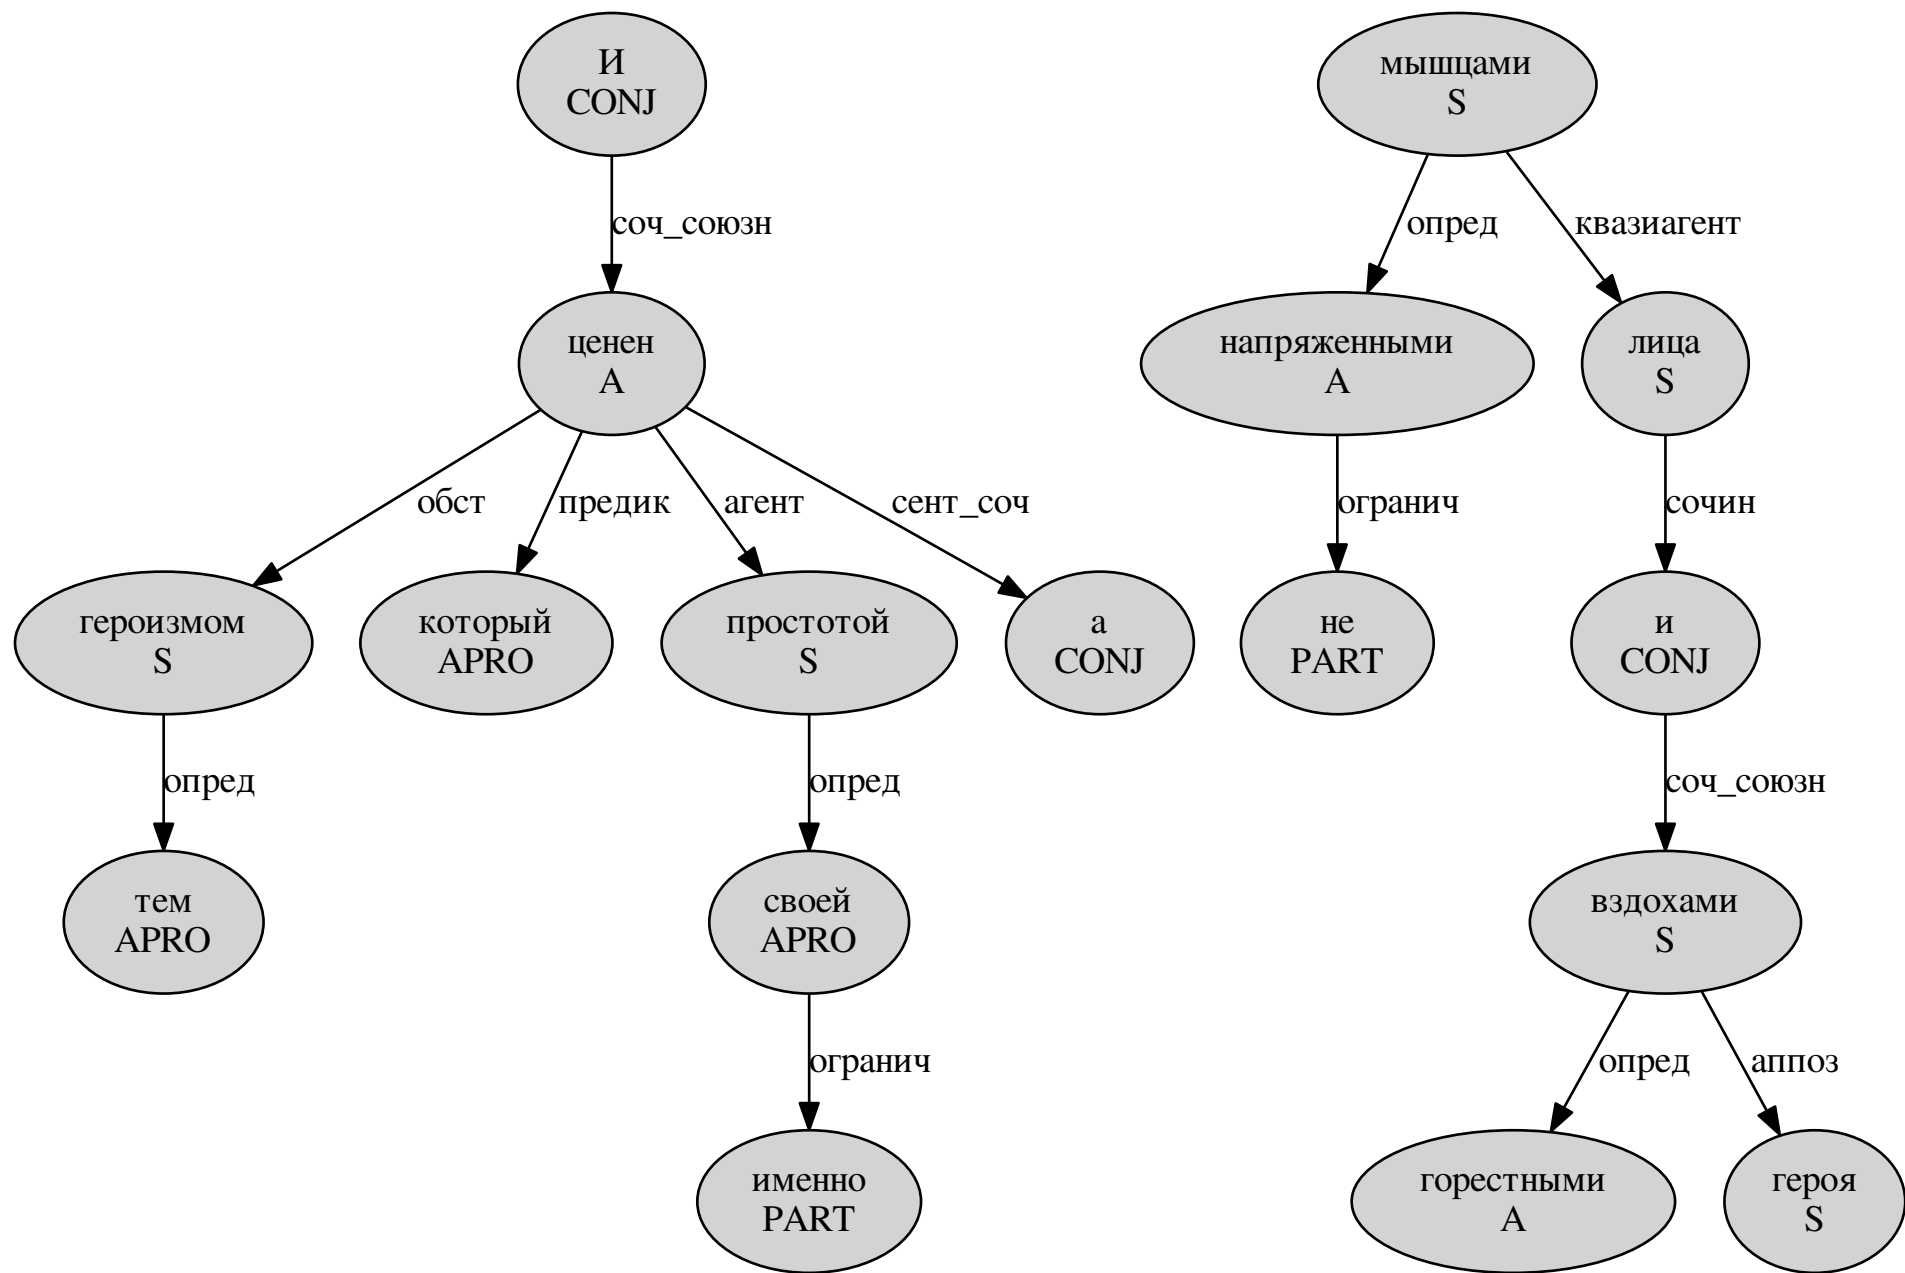 И
CONJ
мышцами
S
соч_союзн
опред
квазиагент
ценен
A
напряженными
A
лица
S
обст
предик
агент
сент_соч
огранич
сочин
героизмом
S
который
APRO
простотой
S
а
CONJ
не
PART
и
CONJ
опред
опред
соч_союзн
тем
APRO
своей
APRO
вздохами
S
огранич
опред
аппоз
именно
PART
горестными
A
героя
S